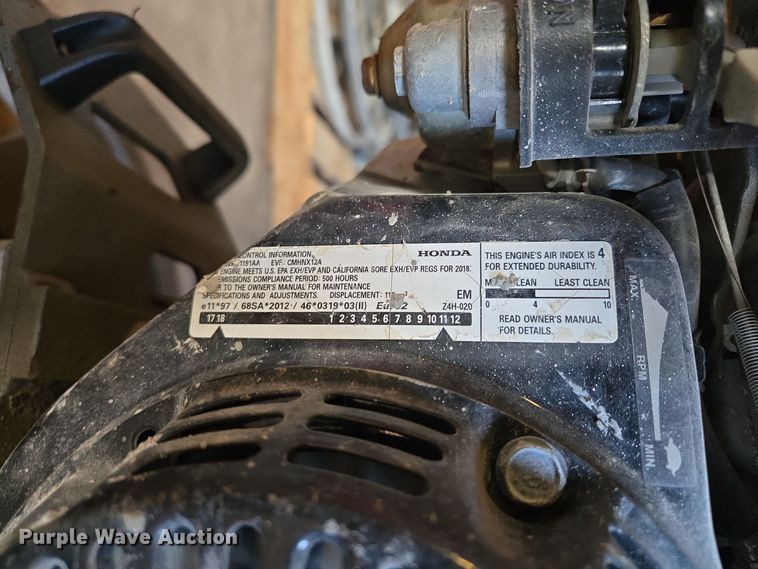 CONTROL INFORMATION HONDA
1191AA EVF: CMHNX12A
ENGINE MEETS U.S. EPA EXH/EVP AND CALIFORNIA SORE EXH/EVP REGS FOR 2018.
EMISSIONS COMPLIANCE PERIOD: 500 HOURS
TO THE OWNER'S MANUAL FOR MAINTENANCE
SPECIFICATIONS AND ADJUSTMENTS. DISPLACEMENT: EM
e11*97 / 68SA*2012 / 46*0319*03(II) Z4H-020
17 18 1 2 3 4 5 6 7 8 9 10 11 12
THIS ENGINE'S AIR INDEX IS 4
FOR EXTENDED DURABILITY.
CLEAN LEAST CLEAN
0 4 10
READ OWNER'S MANUAL
FOR DETAILS.
MAX.
RPM
MIN.
Purple Wave Auction